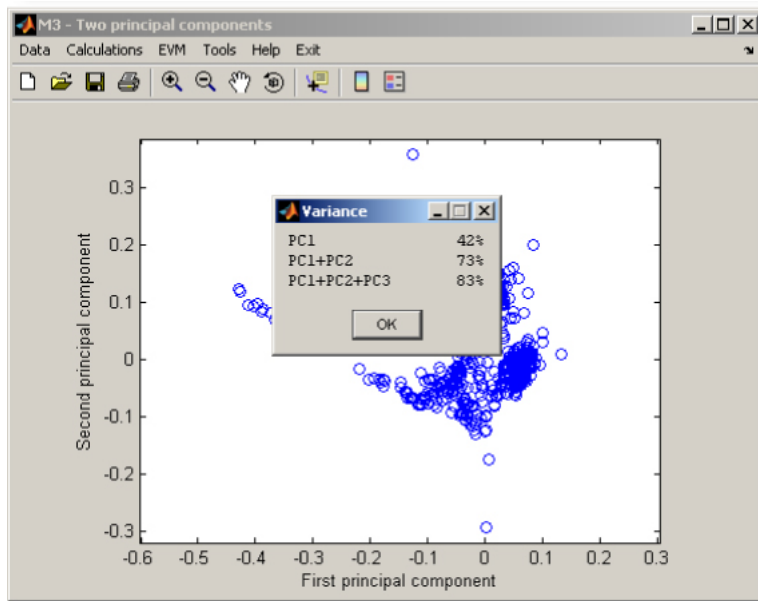 M3 - Two principal components
Data Calculations EVM Tools Help Exit
0.3
0.2
0.1
0
-0.1
-0.2
-0.3
Second principal component
Variance
PC1 42%
PC1+PC2 73%
PC1+PC2+PC3 83%
OK
-0.6 -0.5 -0.4 -0.3 -0.2 -0.1 0 0.1 0.2 0.3
First principal component